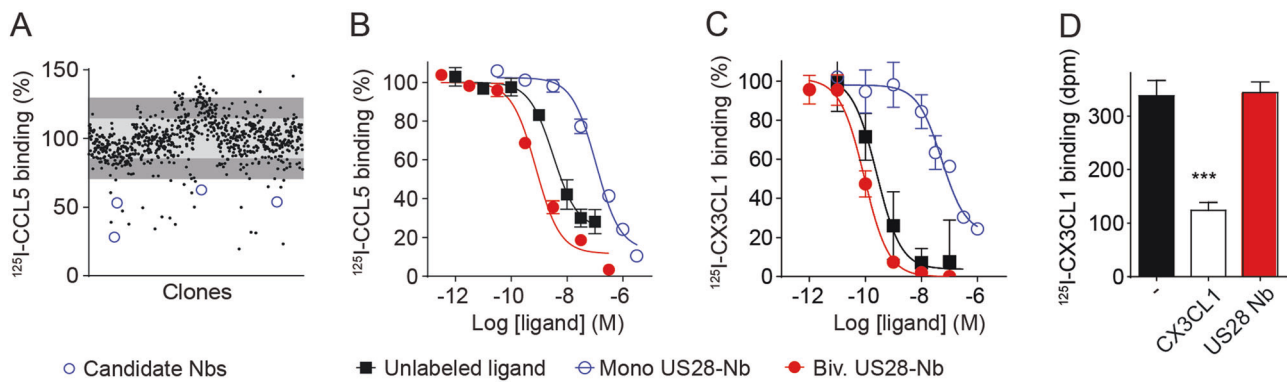 A
¹²⁵I-CCL5 binding (%)
150
100
50
0
Clones
B
¹²⁵I-CCL5 binding (%)
100
80
60
40
20
0
-12 -10 -8 -6
Log [ligand] (M)
C
¹²⁵I-CX3CL1 binding (%)
100
80
60
40
20
0
-12 -10 -8 -6
Log [ligand] (M)
D
¹²⁵I-CX3CL1 binding (dpm)
300
200
100
0
***
-
CX3CL1
US28 Nb
Candidate Nbs
Unlabeled ligand
Mono US28-Nb
Biv. US28-Nb